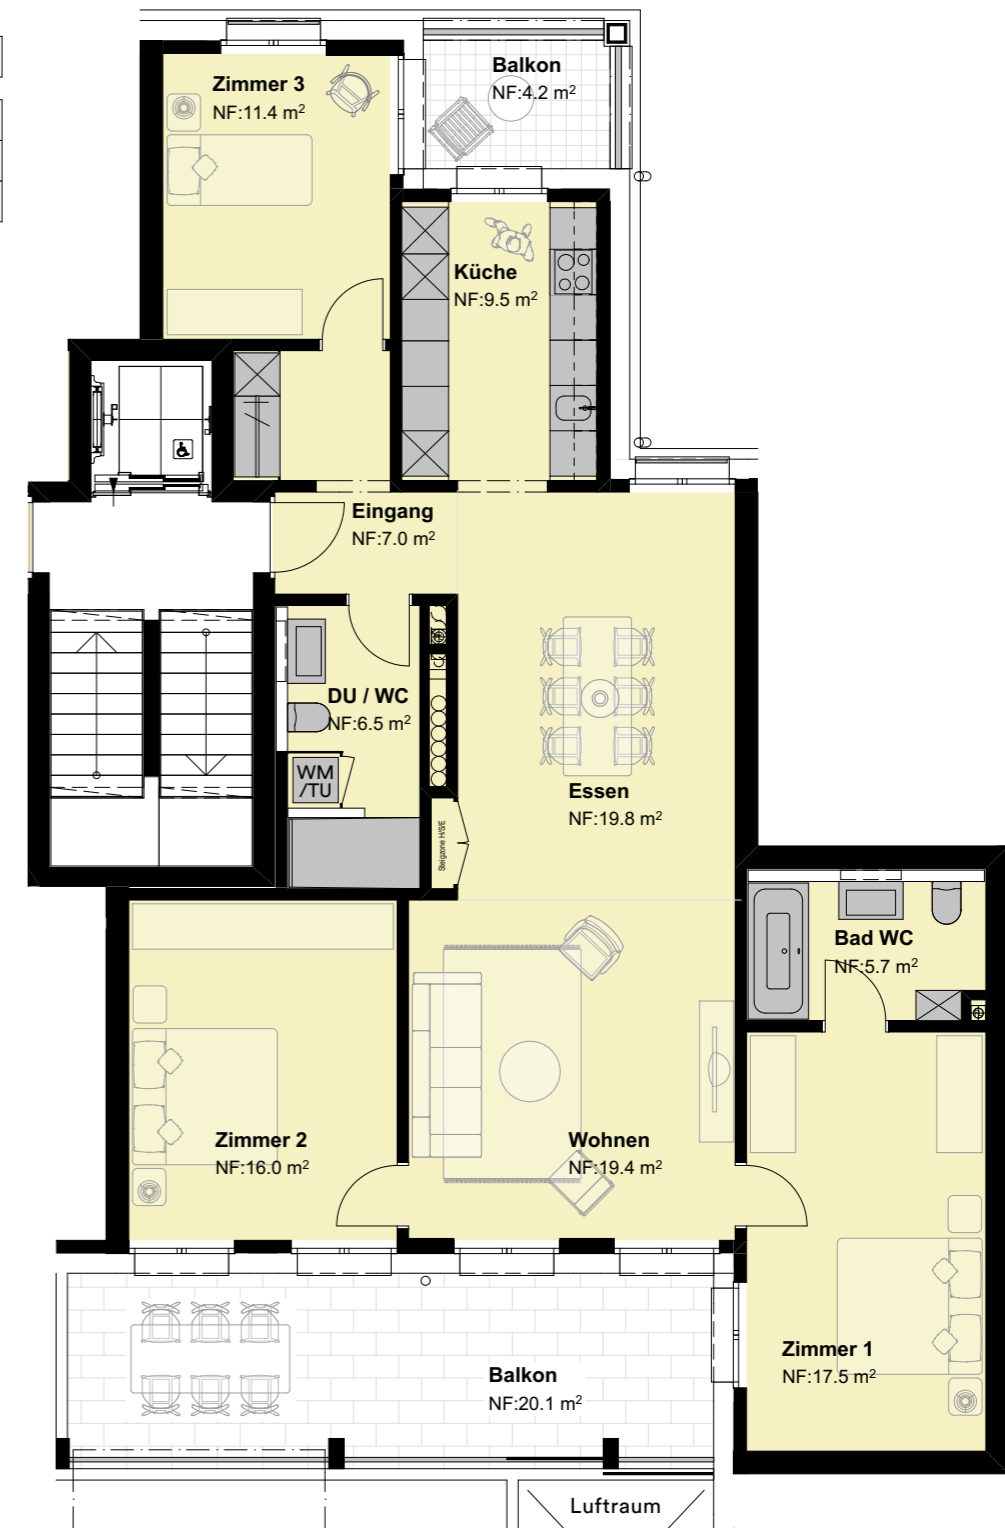 Zimmer 3
NF:11.4 m²
Balkon
NF:4.2 m²
Küche
NF:9.5 m²
Eingang
NF:7.0 m²
DU / WC
NF:6.5 m²
WM
/TU
Steigzone H/S/E
Essen
NF:19.8 m²
Bad WC
NF:5.7 m²
Zimmer 2
NF:16.0 m²
Wohnen
NF:19.4 m²
Zimmer 1
NF:17.5 m²
Balkon
NF:20.1 m²
Luftraum